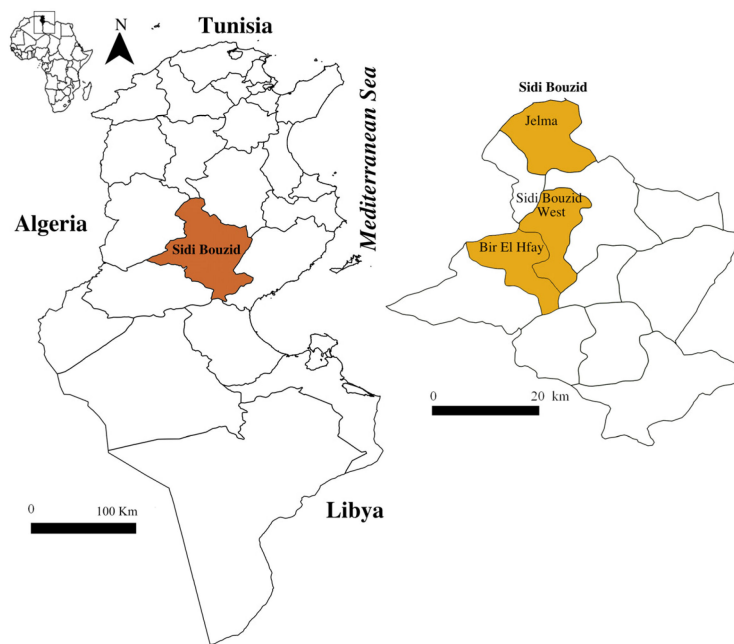 N
Tunisia
Mediterranean Sea
Algeria
Sidi Bouzid
Libya
0
100 Km
Sidi Bouzid
Jelma
Sidi Bouzid
West
Bir El Hfay
0
20 km